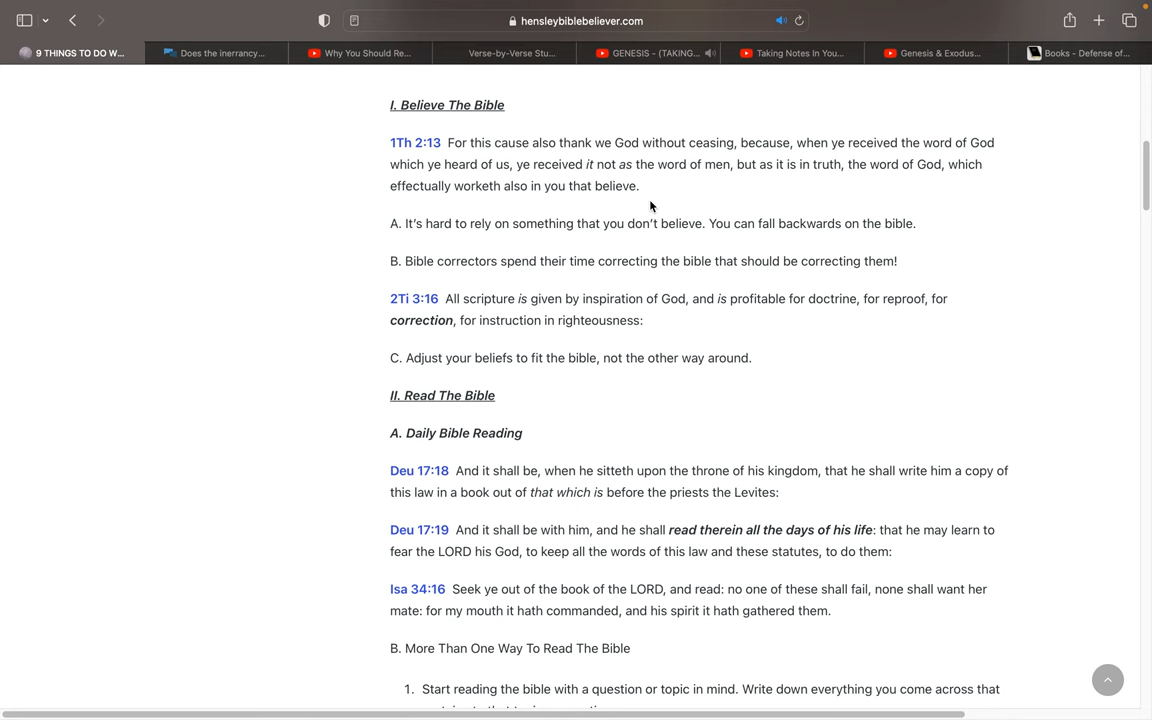 hensleybiblebeliever.com
9 THINGS TO DO W...
Does the inerrancy...
Why You Should Re...
Verse-by-Verse Stu...
GENESIS - (TAKING...
Taking Notes In You...
Genesis & Exodus...
Books - Defense of...
I. Believe The Bible
1Th 2:13 For this cause also thank we God without ceasing, because, when ye received the word of God
which ye heard of us, ye received it not as the word of men, but as it is in truth, the word of God, which
effectually worketh also in you that believe.
A. It’s hard to rely on something that you don’t believe. You can fall backwards on the bible.
B. Bible correctors spend their time correcting the bible that should be correcting them!
2Ti 3:16 All scripture is given by inspiration of God, and is profitable for doctrine, for reproof, for
correction, for instruction in righteousness:
C. Adjust your beliefs to fit the bible, not the other way around.
II. Read The Bible
A. Daily Bible Reading
Deu 17:18 And it shall be, when he sitteth upon the throne of his kingdom, that he shall write him a copy of
this law in a book out of that which is before the priests the Levites:
Deu 17:19 And it shall be with him, and he shall read therein all the days of his life: that he may learn to
fear the LORD his God, to keep all the words of this law and these statutes, to do them:
Isa 34:16 Seek ye out of the book of the LORD, and read: no one of these shall fail, none shall want her
mate: for my mouth it hath commanded, and his spirit it hath gathered them.
B. More Than One Way To Read The Bible
1. Start reading the bible with a question or topic in mind. Write down everything you come across that